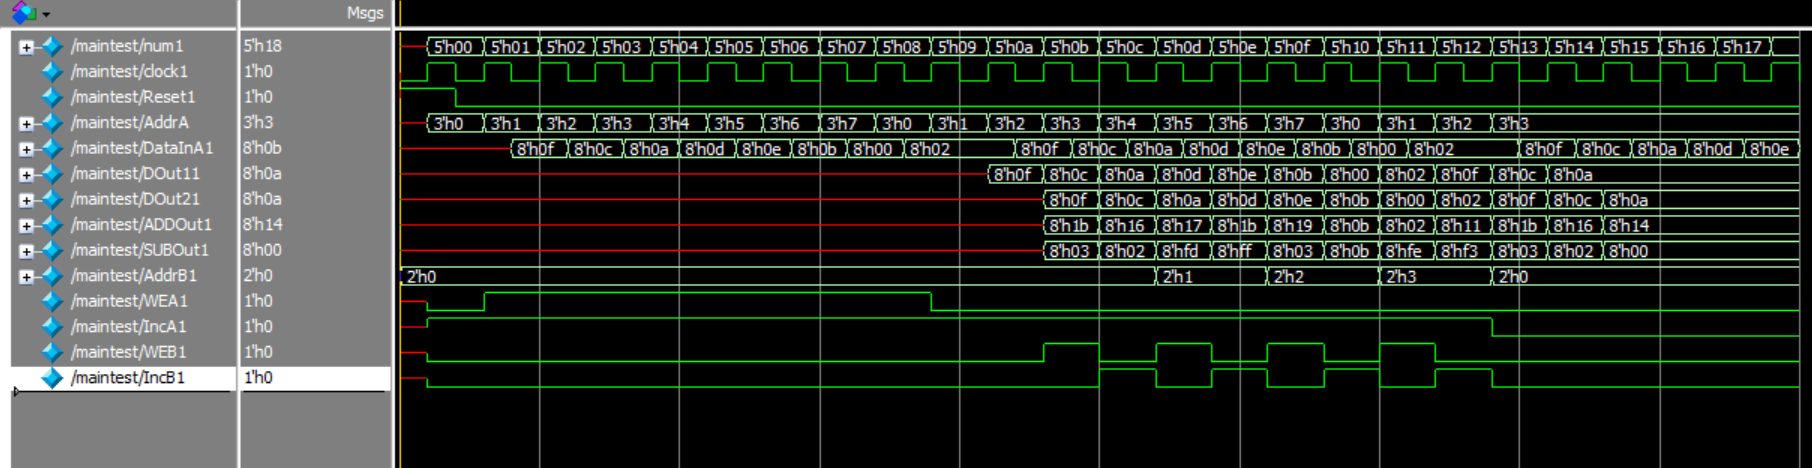 Msgs
/maintest/num1 5'h18 5'h00 5'h01 5'h02 5'h03 5'h04 5'h05 5'h06 5'h07 5'h08 5'h09 5'h0a 5'h0b 5'h0c 5'h0d 5'h0e 5'h0f 5'h10 5'h11 5'h12 5'h13 5'h14 5'h15 5'h16 5'h17
/maintest/clock1 1'h0
/maintest/Reset1 1'h0
/maintest/AddrA 3'h3 3'h0 3'h1 3'h2 3'h3 3'h4 3'h5 3'h6 3'h7 3'h0 3'h1 3'h2 3'h3 3'h4 3'h5 3'h6 3'h7 3'h0 3'h1 3'h2 3'h3
/maintest/DataInA1 8'h0b 8'h0f 8'h0c 8'h0a 8'h0d 8'h0e 8'h0b 8'h00 8'h02 8'h0f 8'h0c 8'h0a 8'h0d 8'h0e 8'h0b 8'h00 8'h02 8'h0f 8'h0c 8'h0a 8'h0d 8'h0e
/maintest/DOut11 8'h0a 8'h0f 8'h0c 8'h0a 8'h0d 8'h0e 8'h0b 8'h00 8'h02 8'h0f 8'h0c 8'h0a
/maintest/DOut21 8'h0a 8'h0f 8'h0c 8'h0a 8'h0d 8'h0e 8'h0b 8'h00 8'h02 8'h0f 8'h0c 8'h0a
/maintest/ADDOut1 8'h14 8'h1b 8'h16 8'h17 8'h1b 8'h19 8'h0b 8'h02 8'h11 8'h1b 8'h16 8'h14
/maintest/SUBOut1 8'h00 8'h03 8'h02 8'hfd 8'hff 8'h03 8'h0b 8'hfe 8'hf3 8'h03 8'h02 8'h00
/maintest/AddrB1 2'h0 2'h0 2'h1 2'h2 2'h3 2'h0
/maintest/WEA1 1'h0
/maintest/IncA1 1'h0
/maintest/WEB1 1'h0
/maintest/IncB1 1'h0